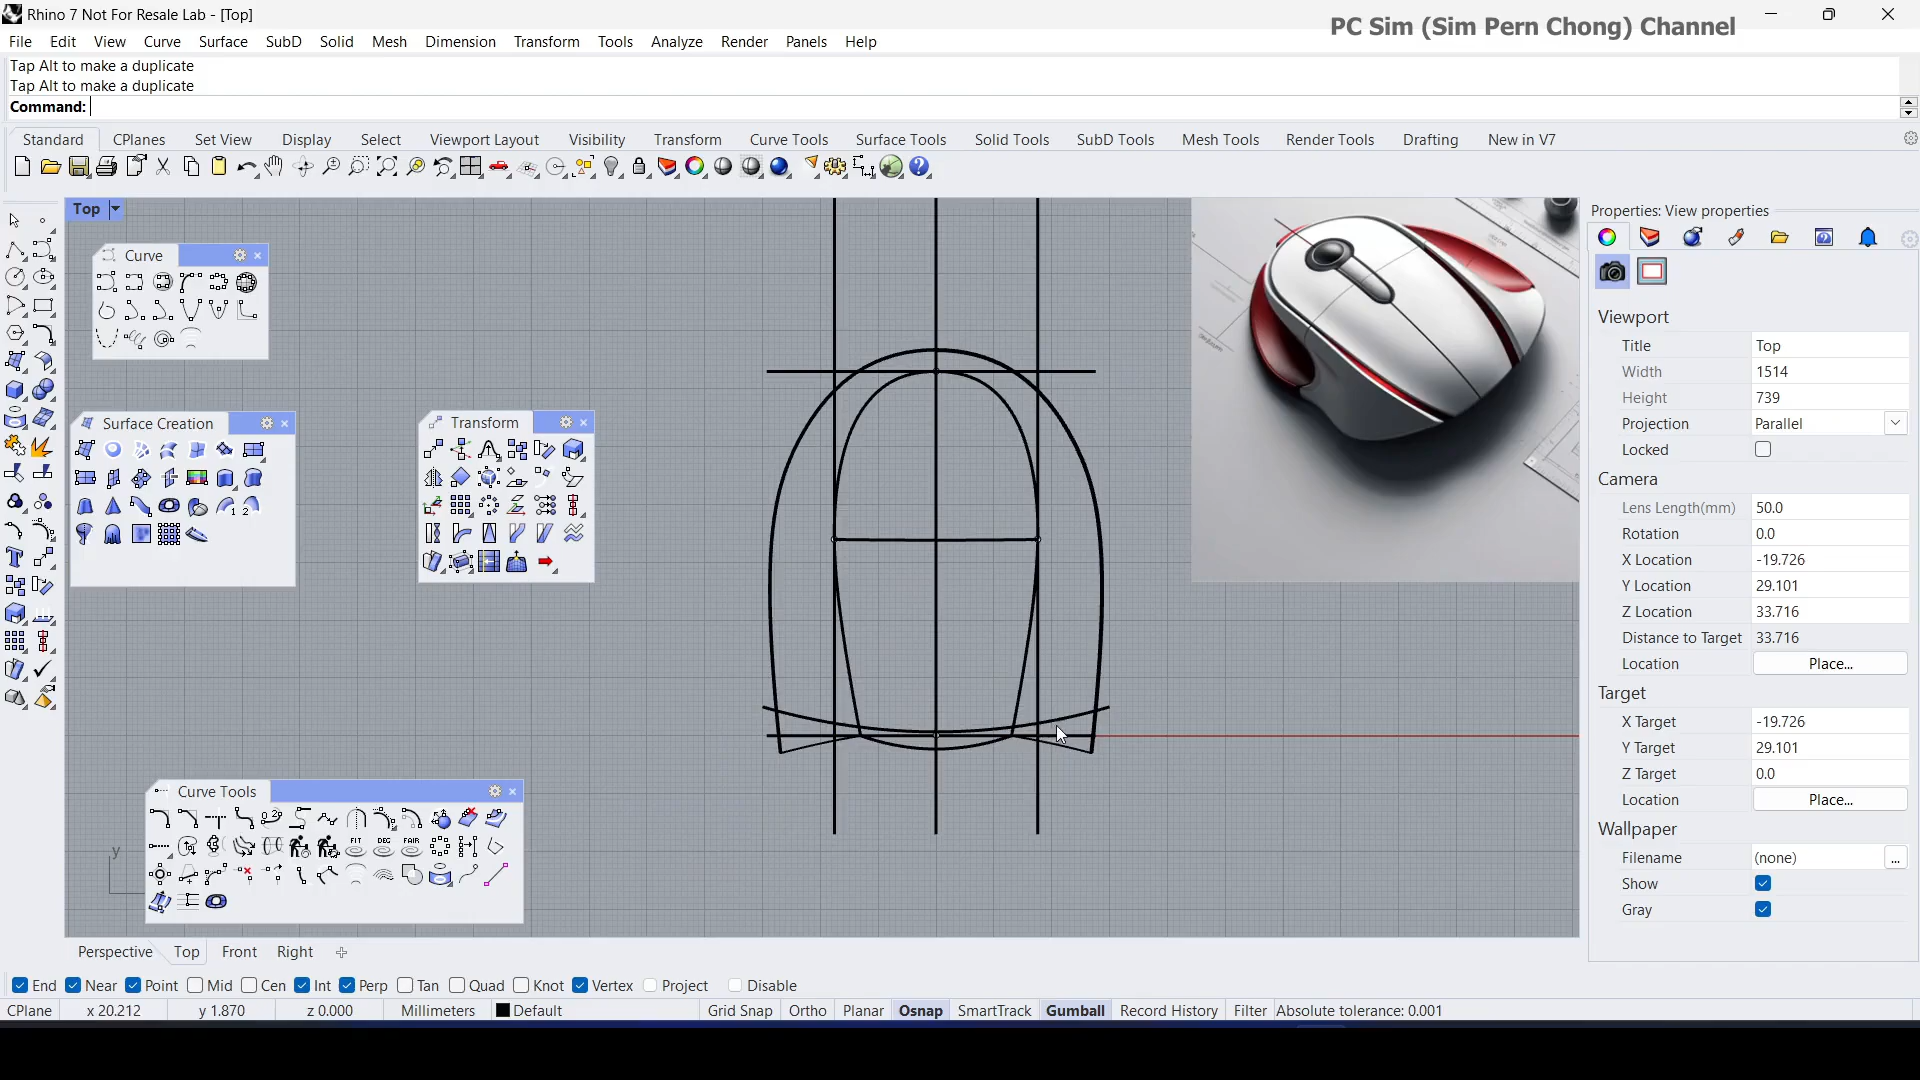 Rhino 7 Not For Resale Lab - [Top]
PC Sim (Sim Pern Chong) Channel
File Edit View Curve Surface SubD Solid Mesh Dimension Transform Tools Analyze Render Panels Help
Tap Alt to make a duplicate
Tap Alt to make a duplicate
Command:
Standard CPlanes Set View Display Select Viewport Layout Visibility Transform Curve Tools Surface Tools Solid Tools SubD Tools Mesh Tools Render Tools Drafting New in V7
Top
Curve
Surface Creation
Transform
Curve Tools
FIT DEG FAIR
y
Properties: View properties
Viewport
Title Top
Width 1514
Height 739
Projection Parallel
Locked
Camera
Lens Length(mm) 50.0
Rotation 0.0
X Location -19.726
Y Location 29.101
Z Location 33.716
Distance to Target 33.716
Location Place...
Target
X Target -19.726
Y Target 29.101
Z Target 0.0
Location Place...
Wallpaper
Filename (none) ...
Show
Gray
Perspective Top Front Right
End Near Point Mid Cen Int Perp Tan Quad Knot Vertex Project Disable
CPlane x 20.212 y 1.870 z 0.000 Millimeters Default Grid Snap Ortho Planar Osnap SmartTrack Gumball Record History Filter Absolute tolerance: 0.001